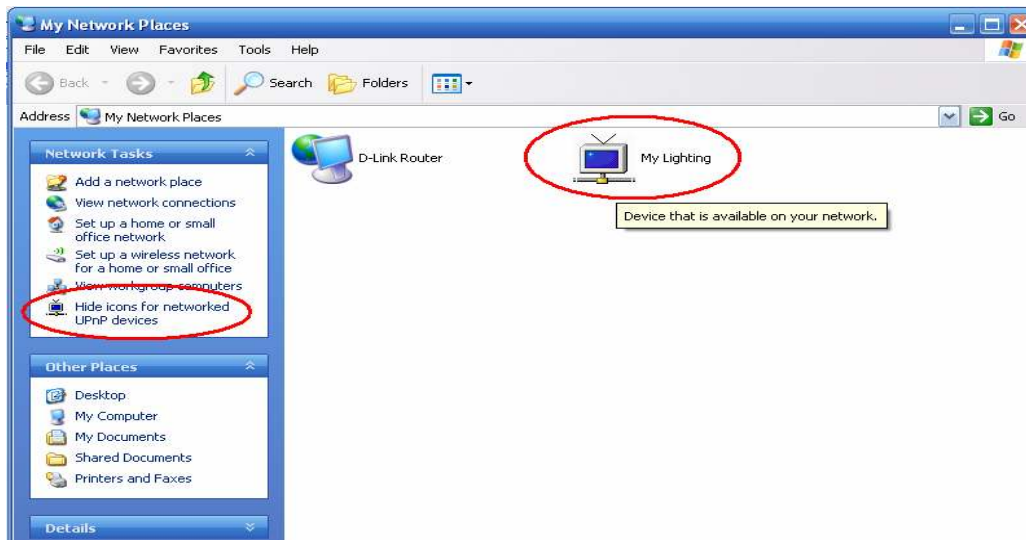 My Network Places
File Edit View Favorites Tools Help
Back Search Folders
Address My Network Places Go
Network Tasks
Add a network place
View network connections
Set up a home or small
office network
Set up a wireless network
for a home or small office
View workgroup computers
Hide icons for networked
UPnP devices
Other Places
Desktop
My Computer
My Documents
Shared Documents
Printers and Faxes
Details
D-Link Router
My Lighting
Device that is available on your network.